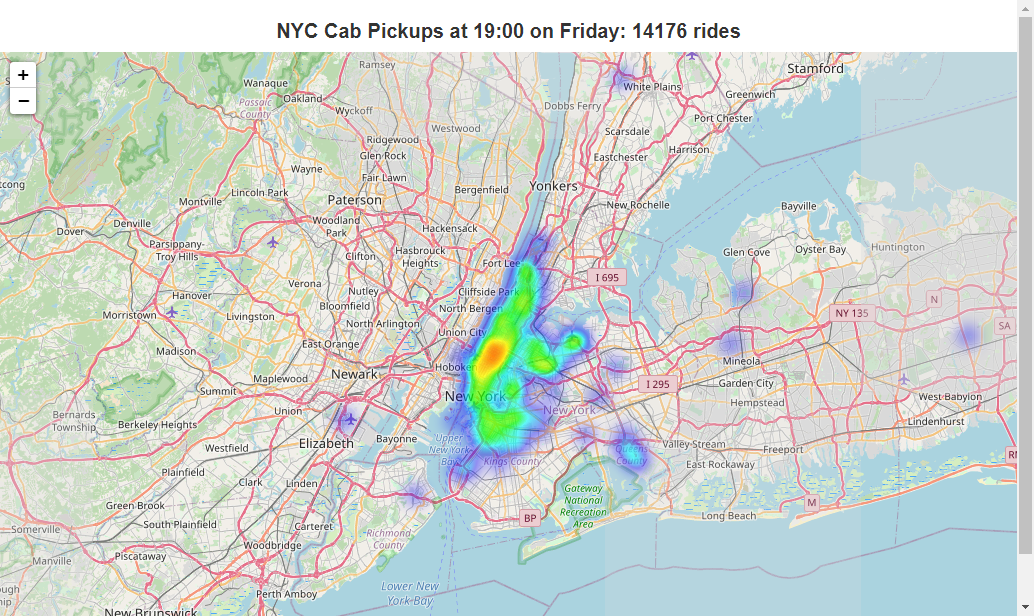 NYC Cab Pickups at 19:00 on Friday: 14176 rides
+
−
Ramsey
Stamford
Wanaque
White Plains
Oakland
Greenwich
Passaic
County
Wyckoff
Dobbs Ferry
Port Chester
Westwood
Scarsdale
Ridgewood
Harrison
Glen Rock
Eastchester
Wayne
Fair Lawn
Lincoln Park
Bergenfield
Yonkers
Montville
Paterson
New Rochelle
Bayville
Denville
Woodland
Park
Hackensack
Dover
Parsippany-
Troy Hills
Hasbrouck
Heights
Clifton
Glen Cove
Oyster Bay
Huntington
Fort Lee
I 695
Verona
Nutley
Cliffside Park
Hanover
Bloomfield
North Bergen
N
Morristown
Livingston
North Arlington
NY 135
SA
Union City
East Orange
Madison
Mineola
Hoboken
Newark
Maplewood
I 295
Garden City
Summit
New York
Hempstead
West Babylon
Union
New York
Bernards
Township
Berkeley Heights
Bayonne
Upper
New York
Bay
Lindenhurst
Elizabeth
Valley Stream
Freeport
Westfield
Queens
County
Kings County
East Rockaway
Plainfield
Clark
Linden
Gateway
National
Recreation
Area
M
Green Brook
BP
Long Beach
South Plainfield
Carteret
Somerville
Richmond
County
Woodbridge
Piscataway
Manville
Lower New
York Bay
Perth Amboy
New Brunswick